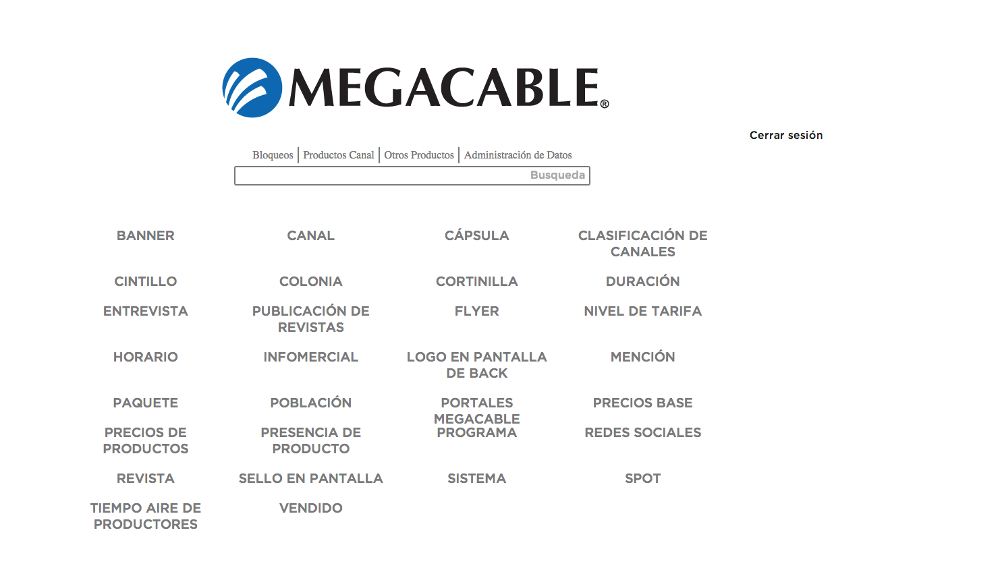 MEGACABLE®
Cerrar sesión
Bloqueos | Productos Canal | Otros Productos | Administración de Datos
Busqueda
BANNER
CANAL
CÁPSULA
CLASIFICACIÓN DE
CANALES
CINTILLO
COLONIA
CORTINILLA
DURACIÓN
ENTREVISTA
PUBLICACIÓN DE
REVISTAS
FLYER
NIVEL DE TARIFA
HORARIO
INFOMERCIAL
LOGO EN PANTALLA
DE BACK
MENCIÓN
PAQUETE
POBLACIÓN
PORTALES
MEGACABLE
PRECIOS BASE
PRECIOS DE
PRODUCTOS
PRESENCIA DE
PRODUCTO
PROGRAMA
REDES SOCIALES
REVISTA
SELLO EN PANTALLA
SISTEMA
SPOT
TIEMPO AIRE DE
PRODUCTORES
VENDIDO